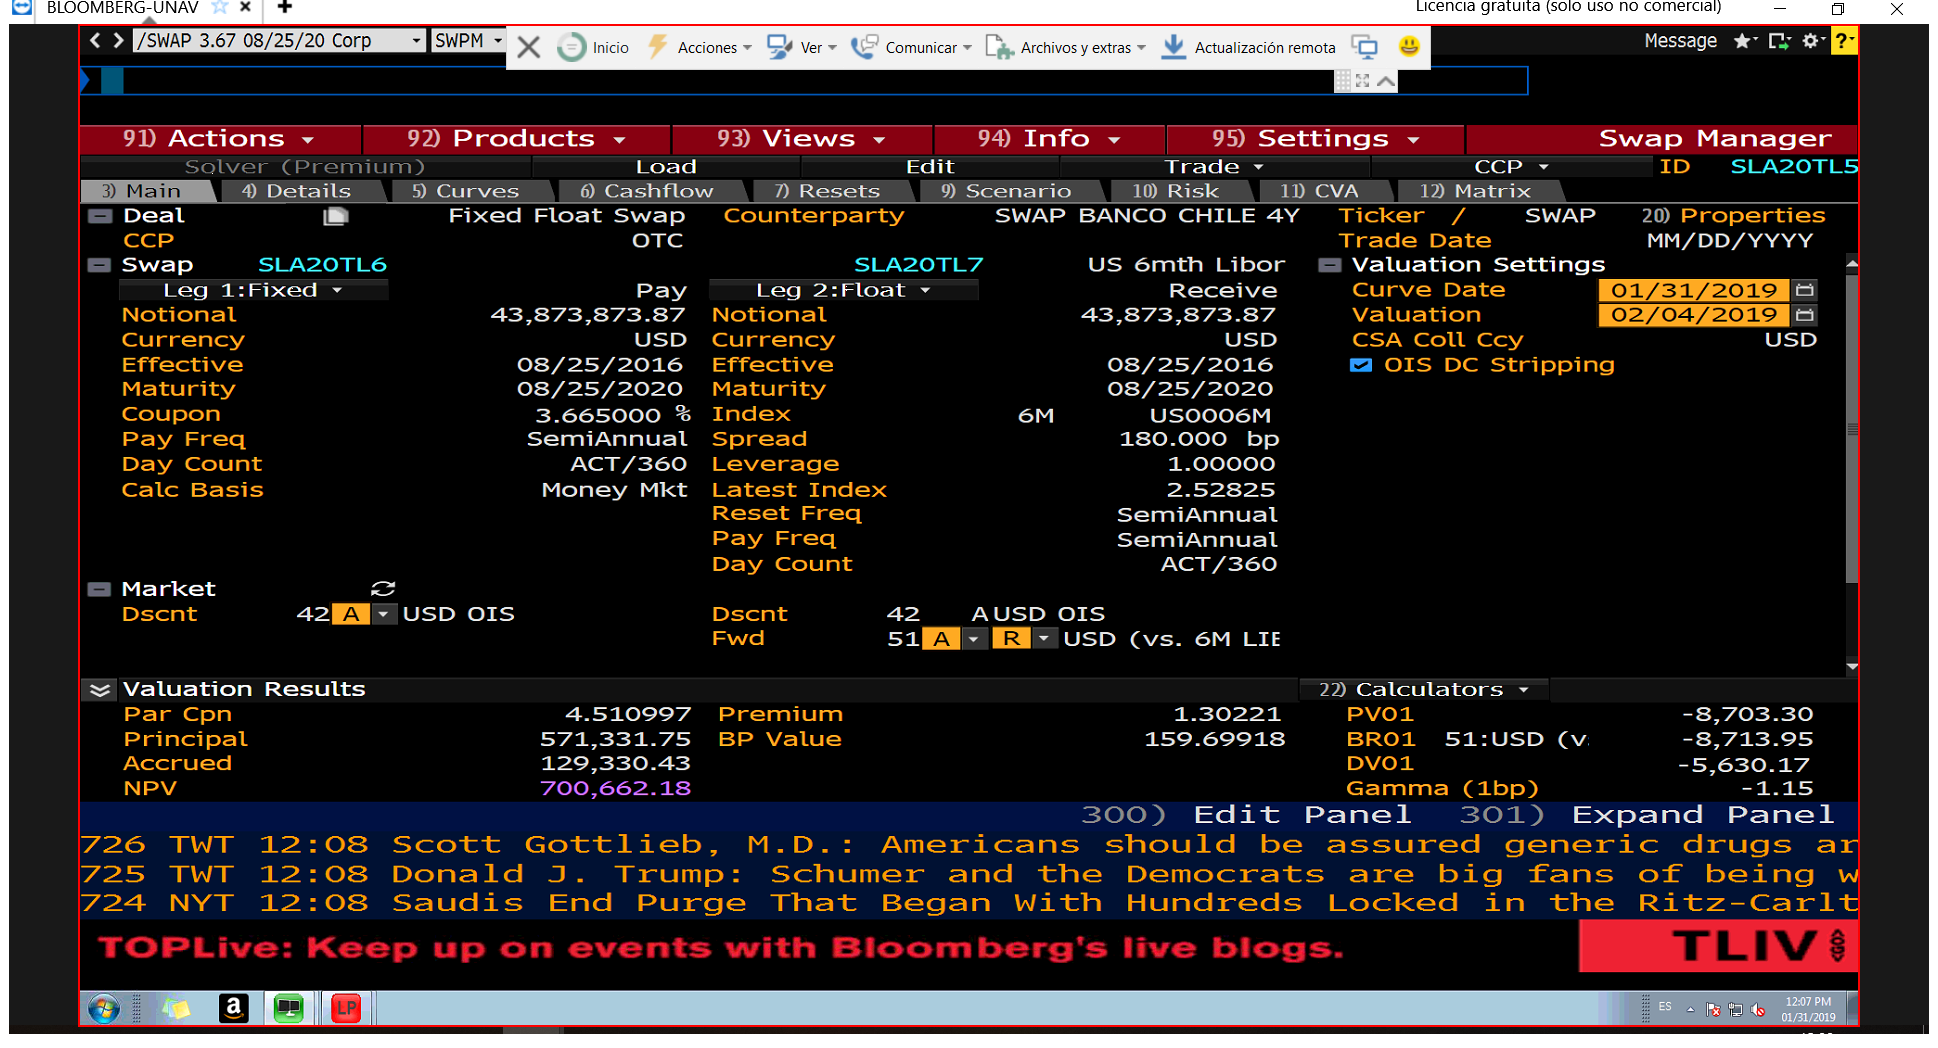 BLOOMBERG-UNAV
Licencia gratuita (solo uso no comercial)
/SWAP 3.67 08/25/20 Corp SWPM
Inicio Acciones Ver Comunicar Archivos y extras Actualización remota
Message
91) Actions 92) Products 93) Views 94) Info 95) Settings Swap Manager
Solver (Premium) Load Edit Trade CCP ID SLA20TL5
3) Main 4) Details 5) Curves 6) Cashflow 7) Resets 9) Scenario 10) Risk 11) CVA 12) Matrix
Deal Fixed Float Swap Counterparty SWAP BANCO CHILE 4Y Ticker / SWAP 20) Properties
CCP OTC Trade Date MM/DD/YYYY
Swap SLA20TL6 SLA20TL7 US 6mth Libor Valuation Settings
Leg 1:Fixed Pay Leg 2:Float Receive Curve Date 01/31/2019
Notional 43,873,873.87 Notional 43,873,873.87 Valuation 02/04/2019
Currency USD Currency USD CSA Coll Ccy USD
Effective 08/25/2016 Effective 08/25/2016 OIS DC Stripping
Maturity 08/25/2020 Maturity 08/25/2020
Coupon 3.665000 % Index 6M US0006M
Pay Freq SemiAnnual Spread 180.000 bp
Day Count ACT/360 Leverage 1.00000
Calc Basis Money Mkt Latest Index 2.52825
Reset Freq SemiAnnual
Pay Freq SemiAnnual
Day Count ACT/360
Market
Dscnt 42 A USD OIS Dscnt 42 A USD OIS
Fwd 51 A R USD (vs. 6M LIE
Valuation Results 22) Calculators
Par Cpn 4.510997 Premium 1.30221 PV01 -8,703.30
Principal 571,331.75 BP Value 159.69918 BR01 51:USD (v -8,713.95
Accrued 129,330.43 DV01 -5,630.17
NPV 700,662.18 Gamma (1bp) -1.15
300) Edit Panel 301) Expand Panel
726 TWT 12:08 Scott Gottlieb, M.D.: Americans should be assured generic drugs ar
725 TWT 12:08 Donald J. Trump: Schumer and the Democrats are big fans of being w
724 NYT 12:08 Saudis End Purge That Began With Hundreds Locked in the Ritz-Carlt
TOPLive: Keep up on events with Bloomberg's live blogs. TLIV
a LP ES 12:07 PM
01/31/2019